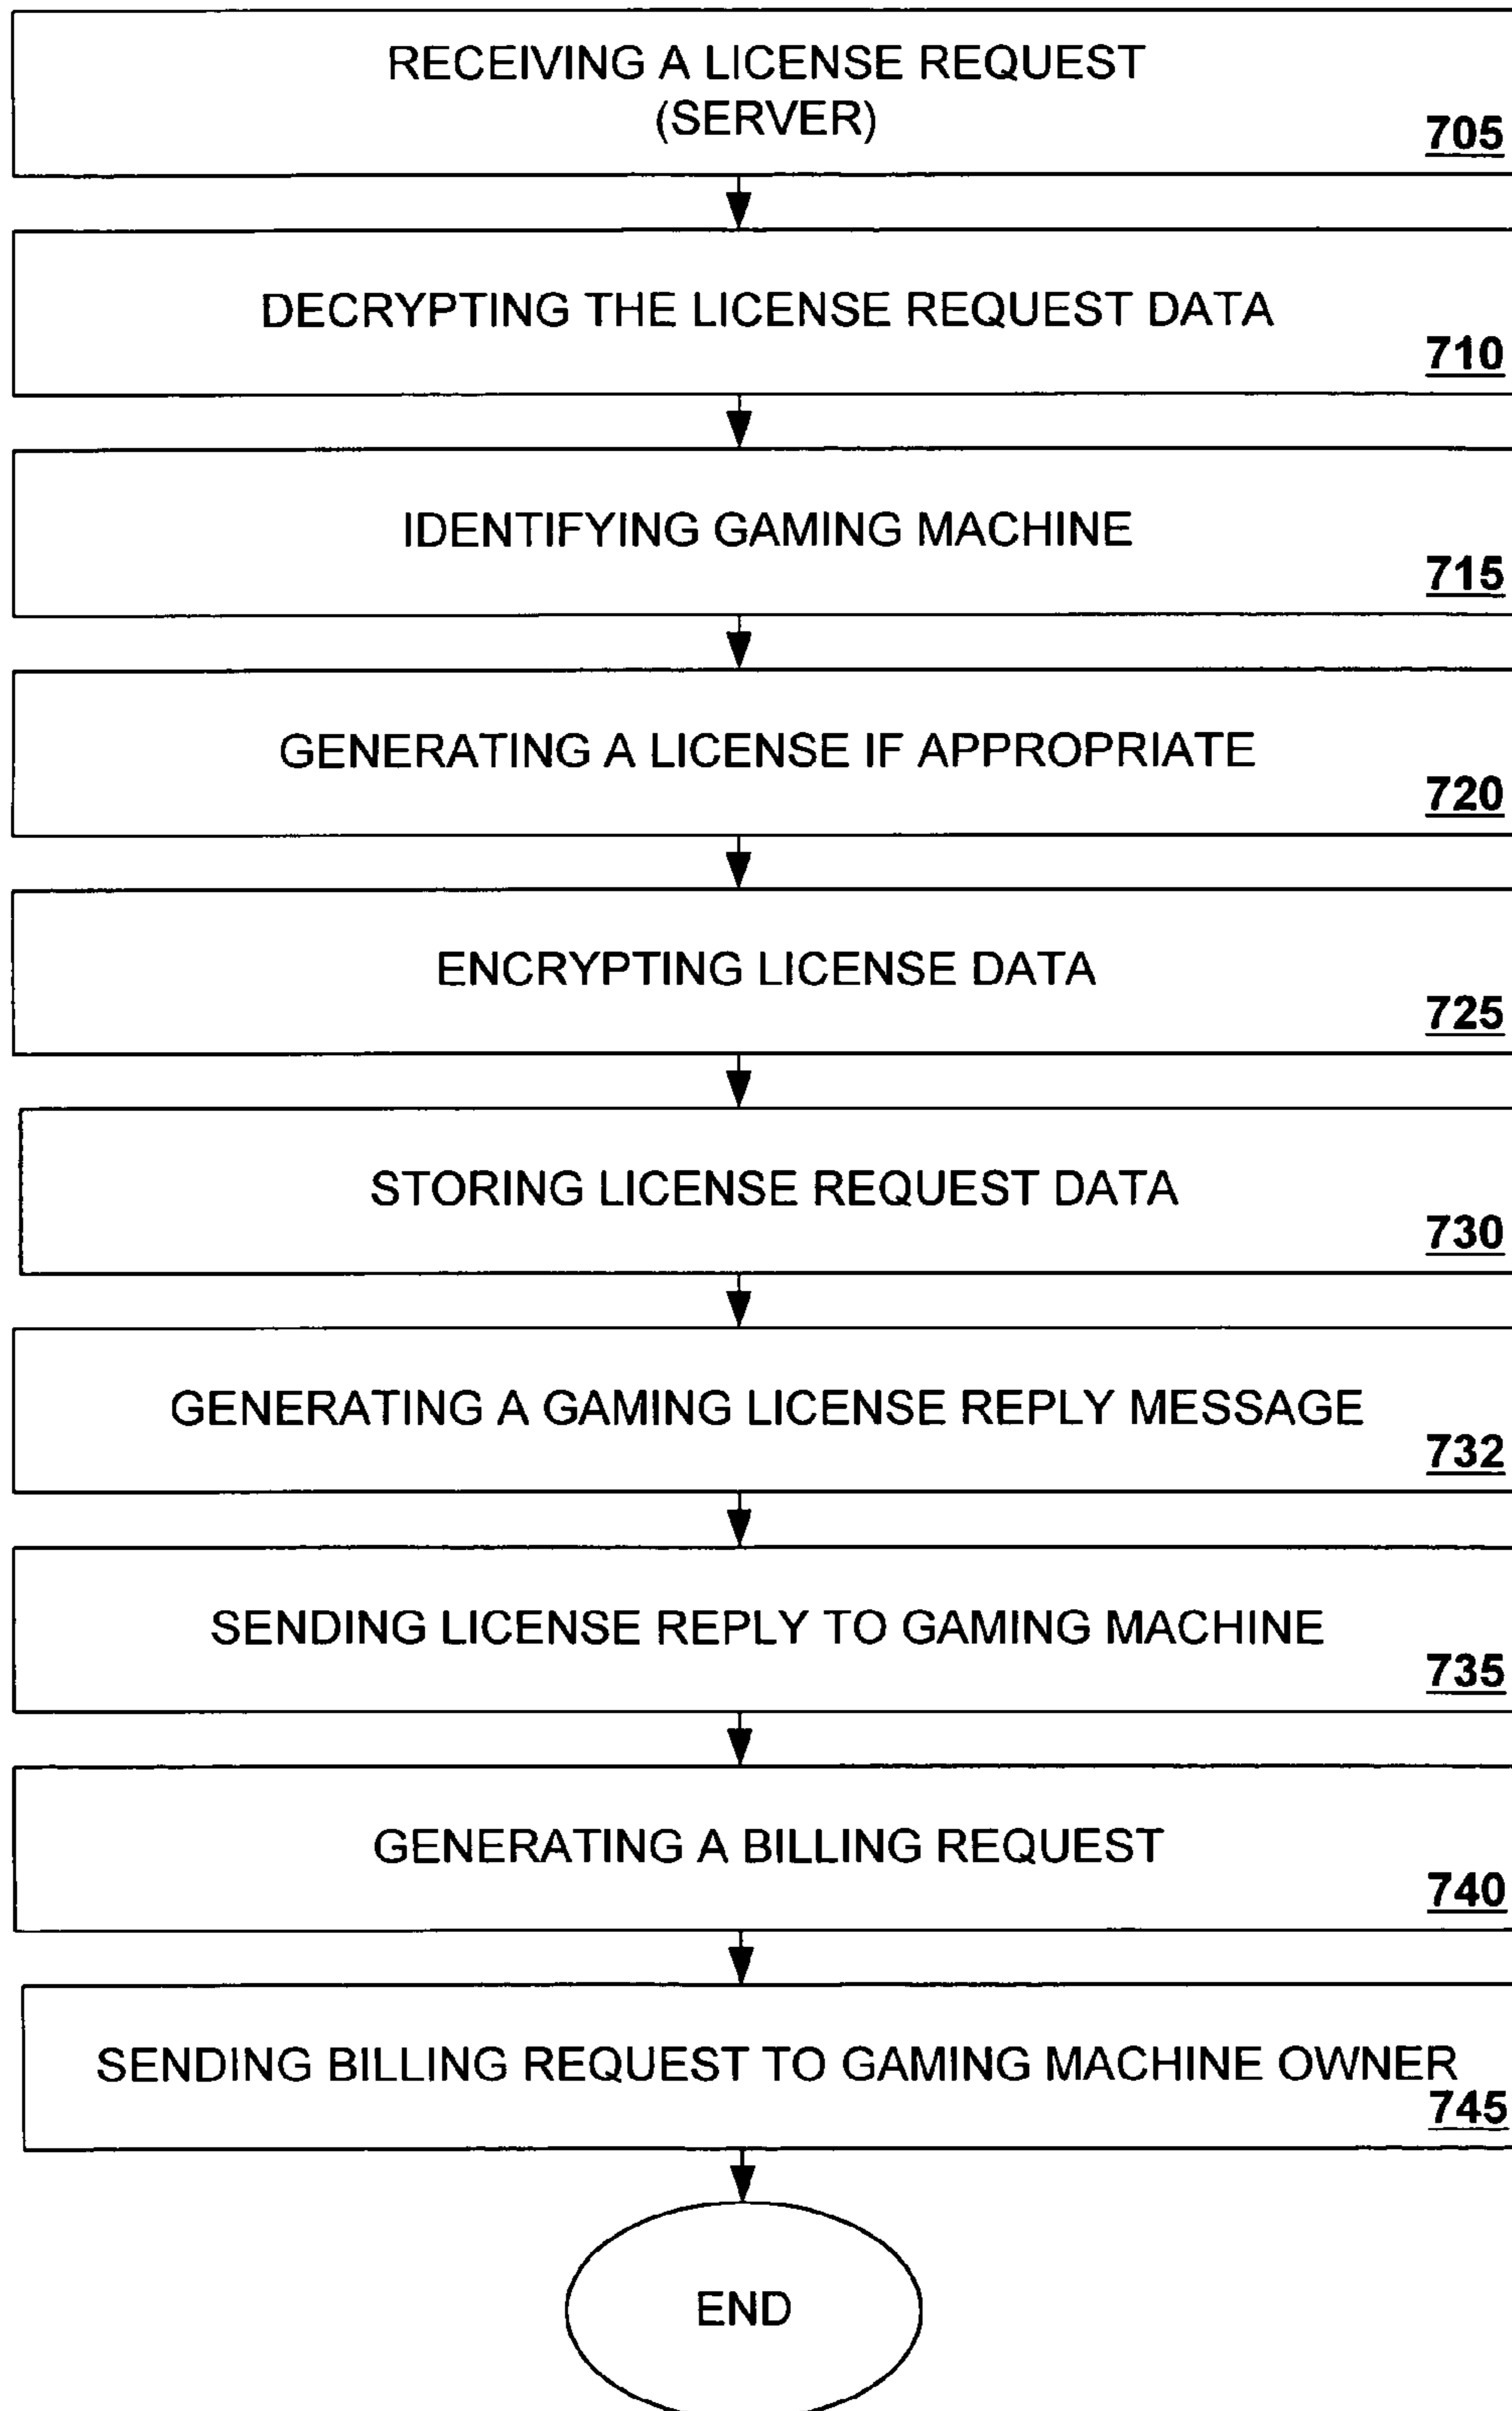 RECEIVING A LICENSE REQUEST
(SERVER)
705
DECRYPTING THE LICENSE REQUEST DATA
710
IDENTIFYING GAMING MACHINE
715
GENERATING A LICENSE IF APPROPRIATE
720
ENCRYPTING LICENSE DATA
725
STORING LICENSE REQUEST DATA
730
GENERATING A GAMING LICENSE REPLY MESSAGE
732
SENDING LICENSE REPLY TO GAMING MACHINE
735
GENERATING A BILLING REQUEST
740
SENDING BILLING REQUEST TO GAMING MACHINE OWNER
745
END